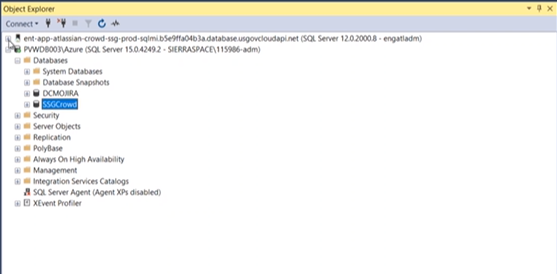 Object Explorer
Connect
ent-app-atlassian-crowd-ssg-prod-sqlmi.b5e9ffa04b3a.database.usgovcloudapi.net (SQL Server 12.0.2000.8 - engatladm)
PVWDB003\Azure (SQL Server 15.0.4249.2 - SIERRASPACE\115986-adm)
Databases
System Databases
Database Snapshots
DCMOJIRA
SSGCrowd
Security
Server Objects
Replication
PolyBase
Always On High Availability
Management
Integration Services Catalogs
SQL Server Agent (Agent XPs disabled)
XEvent Profiler